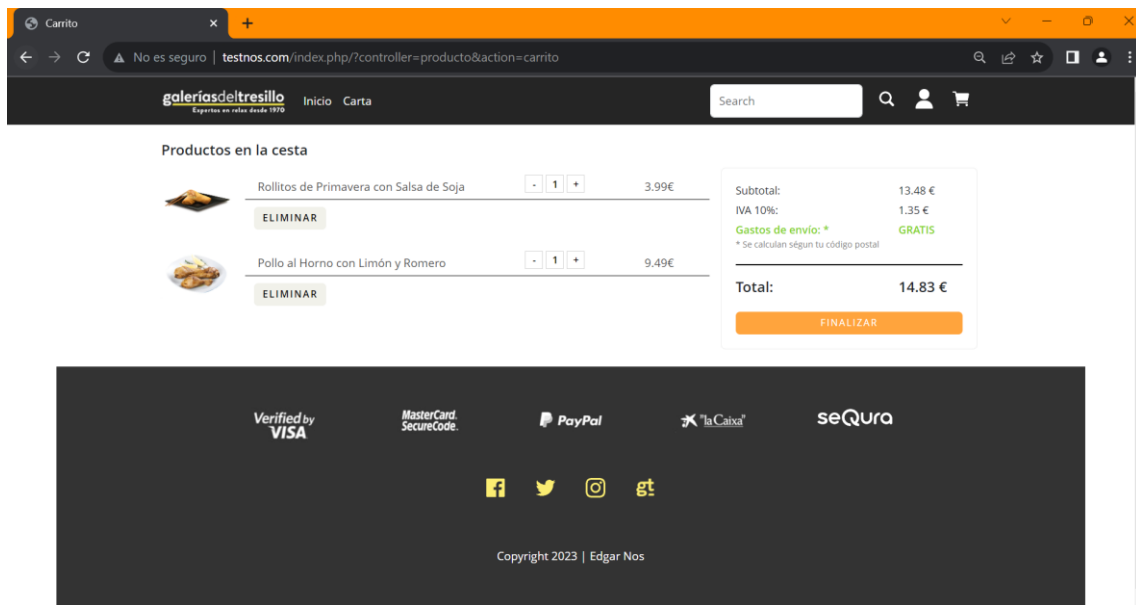 Carrito
No es seguro | testnos.com/index.php/?controller=producto&action=carrito
galeríasdeltresillo
Expertos en relax desde 1970
Inicio Carta
Search
Productos en la cesta
Rollitos de Primavera con Salsa de Soja - 1 + 3.99€
ELIMINAR
Pollo al Horno con Limón y Romero - 1 + 9.49€
ELIMINAR
Subtotal: 13.48 €
IVA 10%: 1.35 €
Gastos de envío: * GRATIS
* Se calculan ségun tu código postal
Total: 14.83 €
FINALIZAR
Verified by
VISA
MasterCard.
SecureCode.
PayPal
"la Caixa"
seQura
gt
Copyright 2023 | Edgar Nos